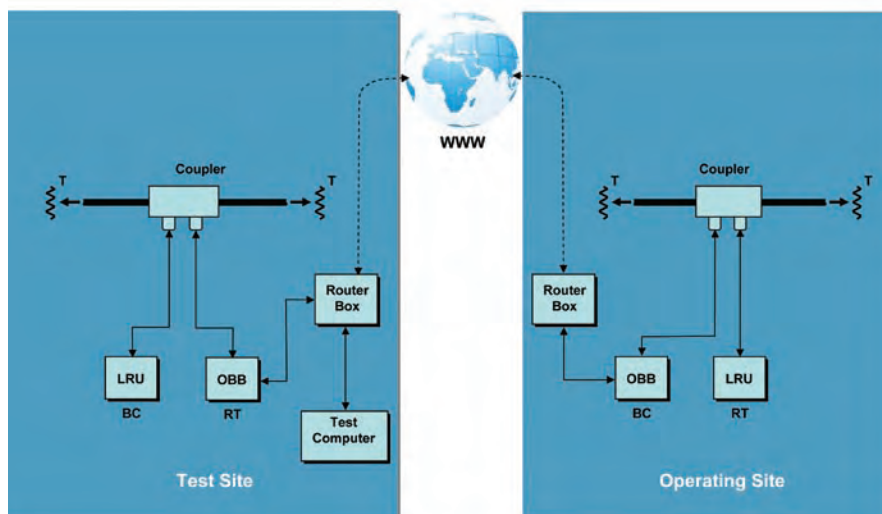 WWW
Coupler
T
T
Router
Box
LRU
OBB
BC
RT
Test
Computer
Test Site
Coupler
T
T
Router
Box
OBB
LRU
BC
RT
Operating Site